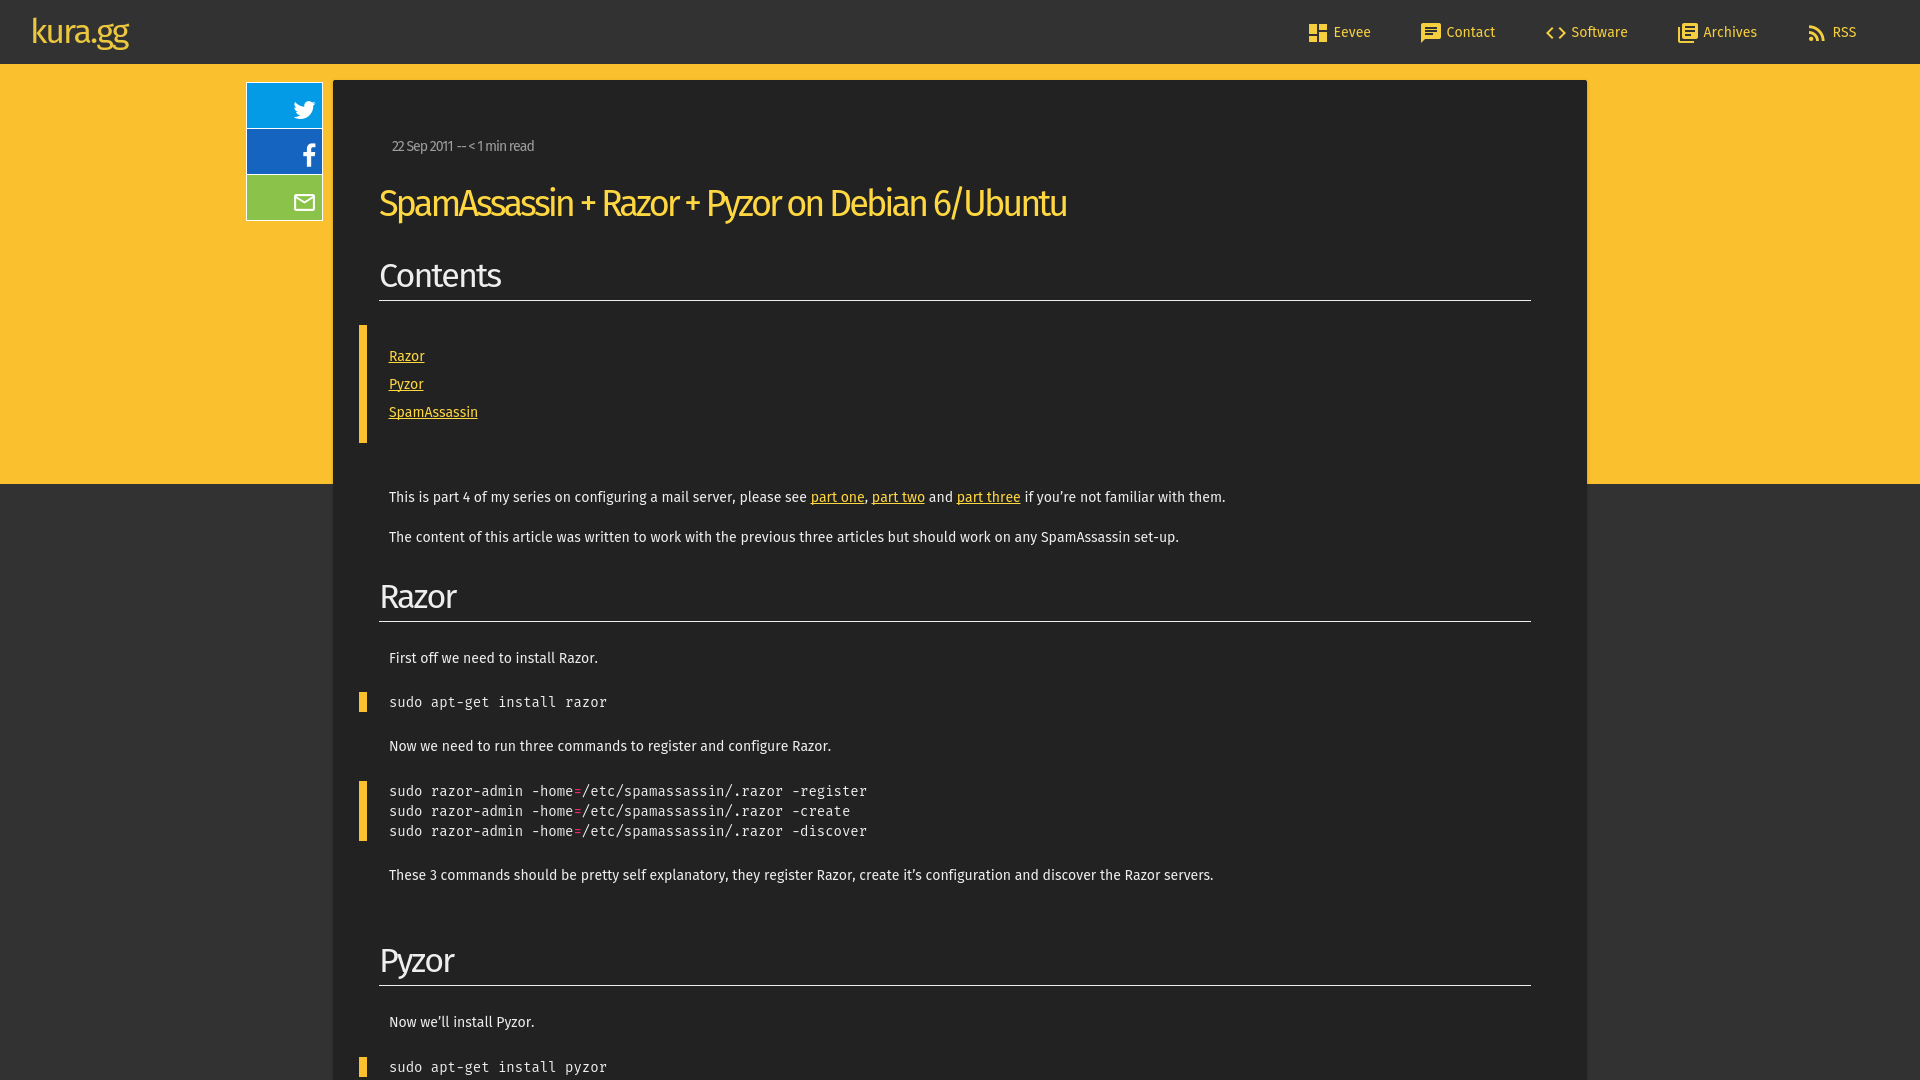 kura.gg
Eevee
Contact
Software
Archives
RSS
22 Sep 2011 -- < 1 min read
SpamAssassin + Razor + Pyzor on Debian 6/Ubuntu
Contents
Razor
Pyzor
SpamAssassin
This is part 4 of my series on configuring a mail server, please see part one, part two and part three if you’re not familiar with them.
The content of this article was written to work with the previous three articles but should work on any SpamAssassin set-up.
Razor
First off we need to install Razor.
sudo apt-get install razor
Now we need to run three commands to register and configure Razor.
sudo razor-admin -home=/etc/spamassassin/.razor -register
sudo razor-admin -home=/etc/spamassassin/.razor -create
sudo razor-admin -home=/etc/spamassassin/.razor -discover
These 3 commands should be pretty self explanatory, they register Razor, create it’s configuration and discover the Razor servers.
Pyzor
Now we’ll install Pyzor.
sudo apt-get install pyzor